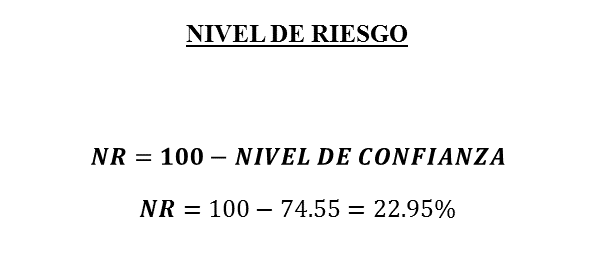 NIVEL DE RIESGO
NR = 100 − NIVEL DE CONFIANZA
NR = 100 − 74.55 = 22.95%